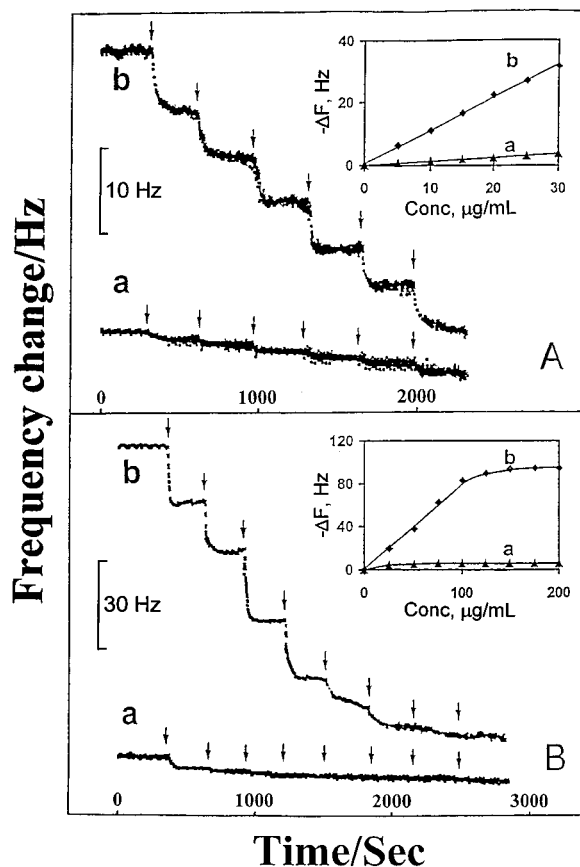 Frequency change/Hz
b
10 Hz
a
A
0 1000 2000
-ΔF, Hz
40
20
0
b
a
0 10 20 30
Conc, µg/mL
b
30 Hz
a
B
0 1000 2000 3000
-ΔF, Hz
120
80
40
0
b
a
0 100 200
Conc, µg/mL
Time/Sec